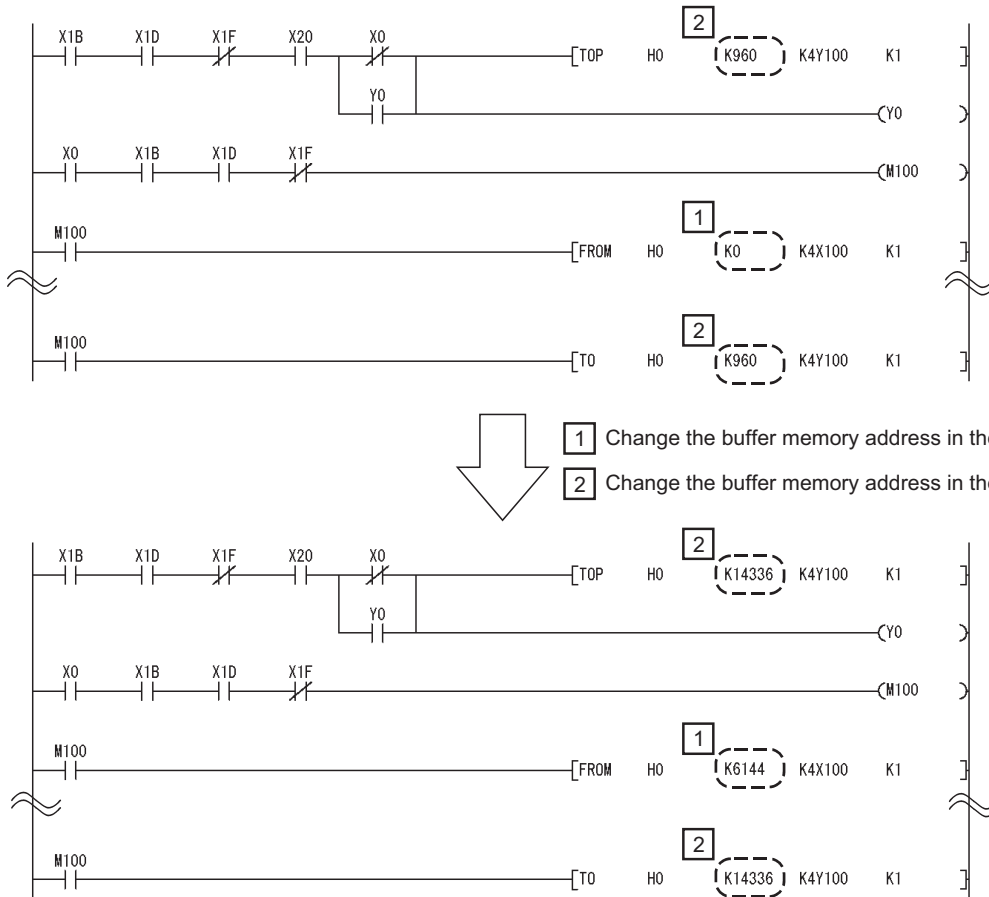 2
X1B X1D X1F X20 X0
[TOP H0 K960 K4Y100 K1 ]
Y0
(Y0 )
X0 X1B X1D X1F
(M100 )
1
M100
[FROM H0 K0 K4X100 K1 ]
2
M100
[TO H0 K960 K4Y100 K1 ]
1 Change the buffer memory address in the
2 Change the buffer memory address in the
2
X1B X1D X1F X20 X0
[TOP H0 K14336 K4Y100 K1 ]
Y0
(Y0 )
X0 X1B X1D X1F
(M100 )
1
M100
[FROM H0 K6144 K4X100 K1 ]
2
M100
[TO H0 K14336 K4Y100 K1 ]